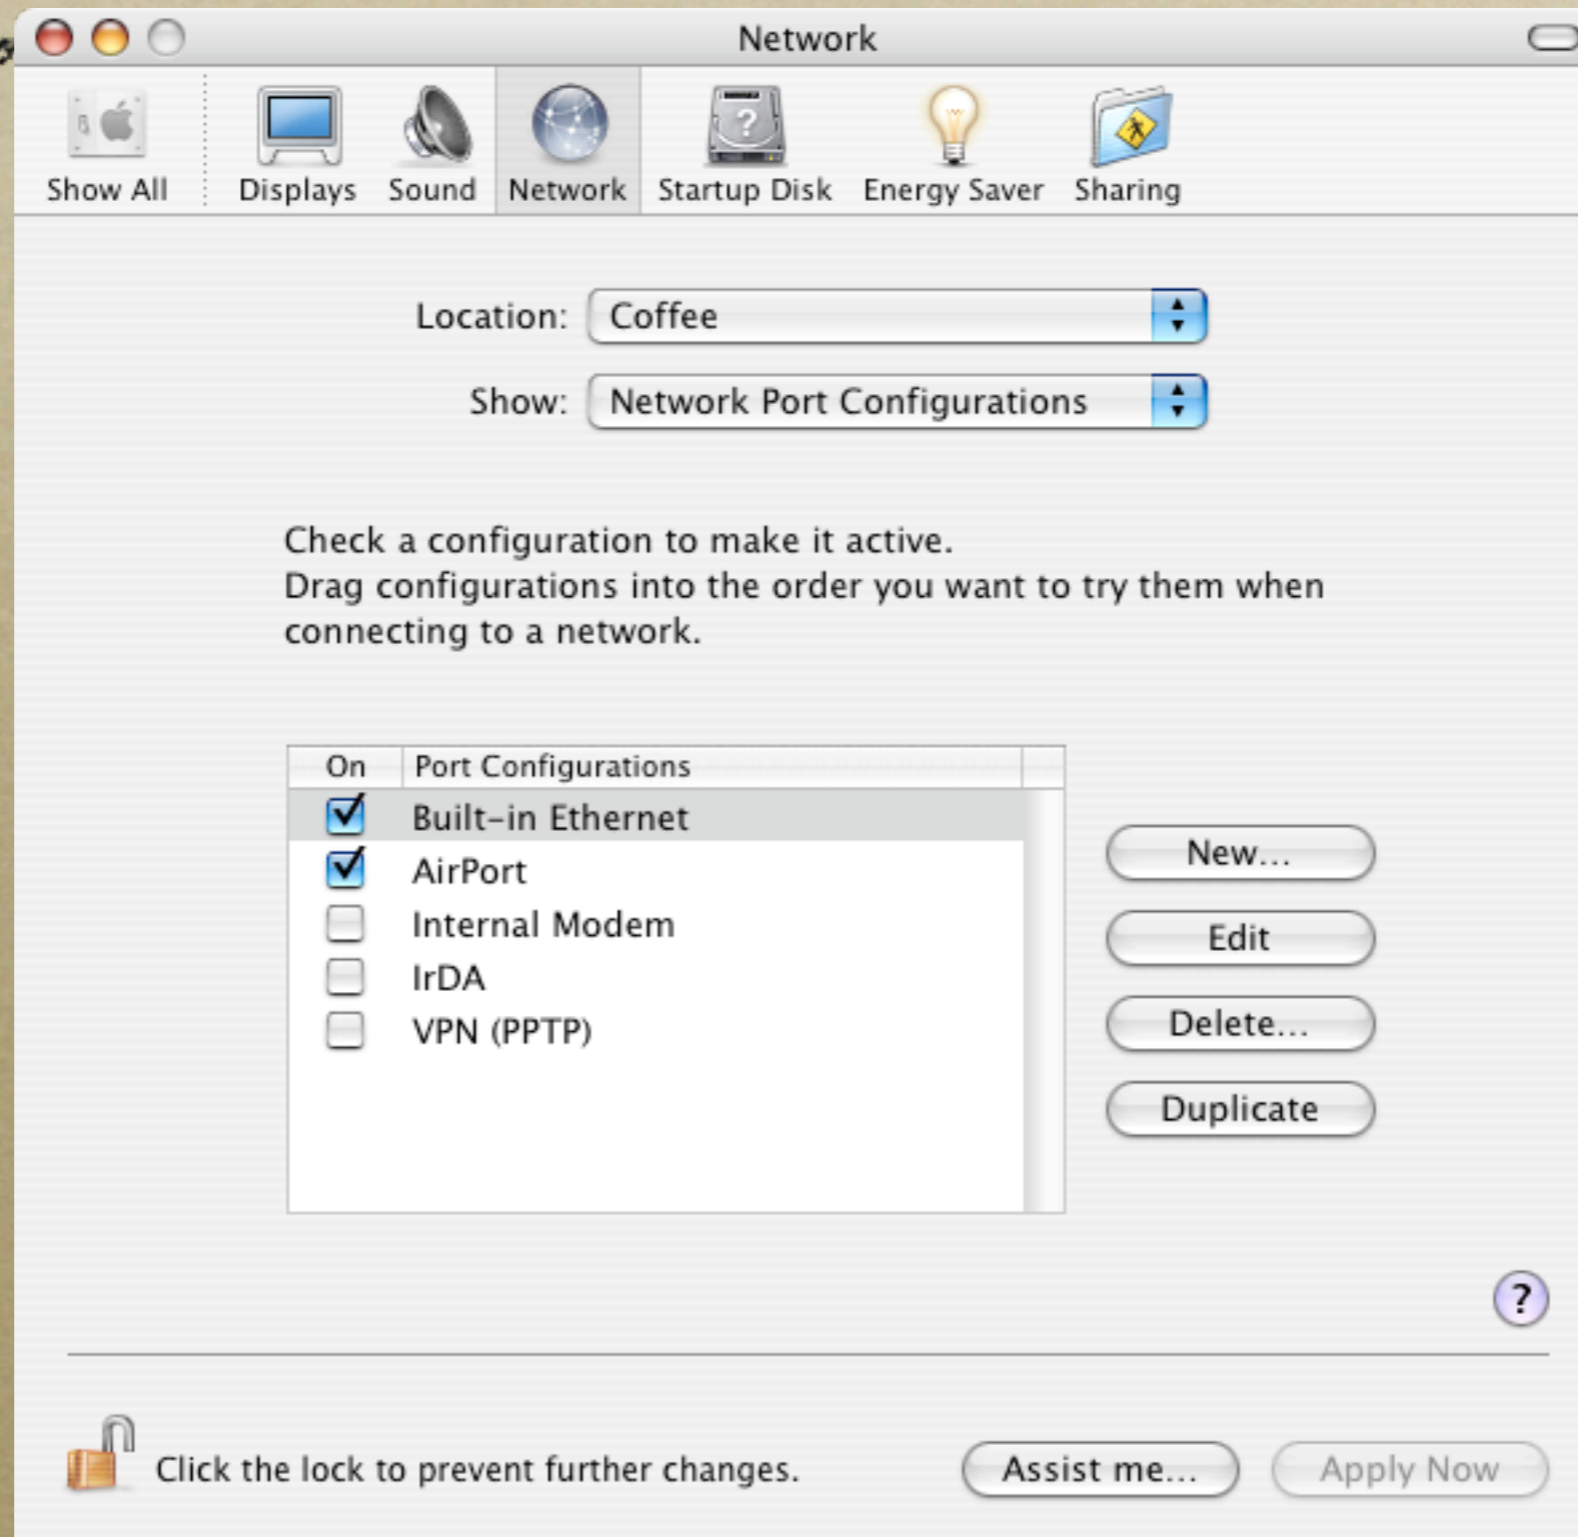 Network
Show All
Displays
Sound
Network
Startup Disk
Energy Saver
Sharing
Location: Coffee
Show: Network Port Configurations
Check a configuration to make it active.
Drag configurations into the order you want to try them when
connecting to a network.
On Port Configurations
Built-in Ethernet
AirPort
Internal Modem
IrDA
VPN (PPTP)
New...
Edit
Delete...
Duplicate
?
Click the lock to prevent further changes.
Assist me...
Apply Now